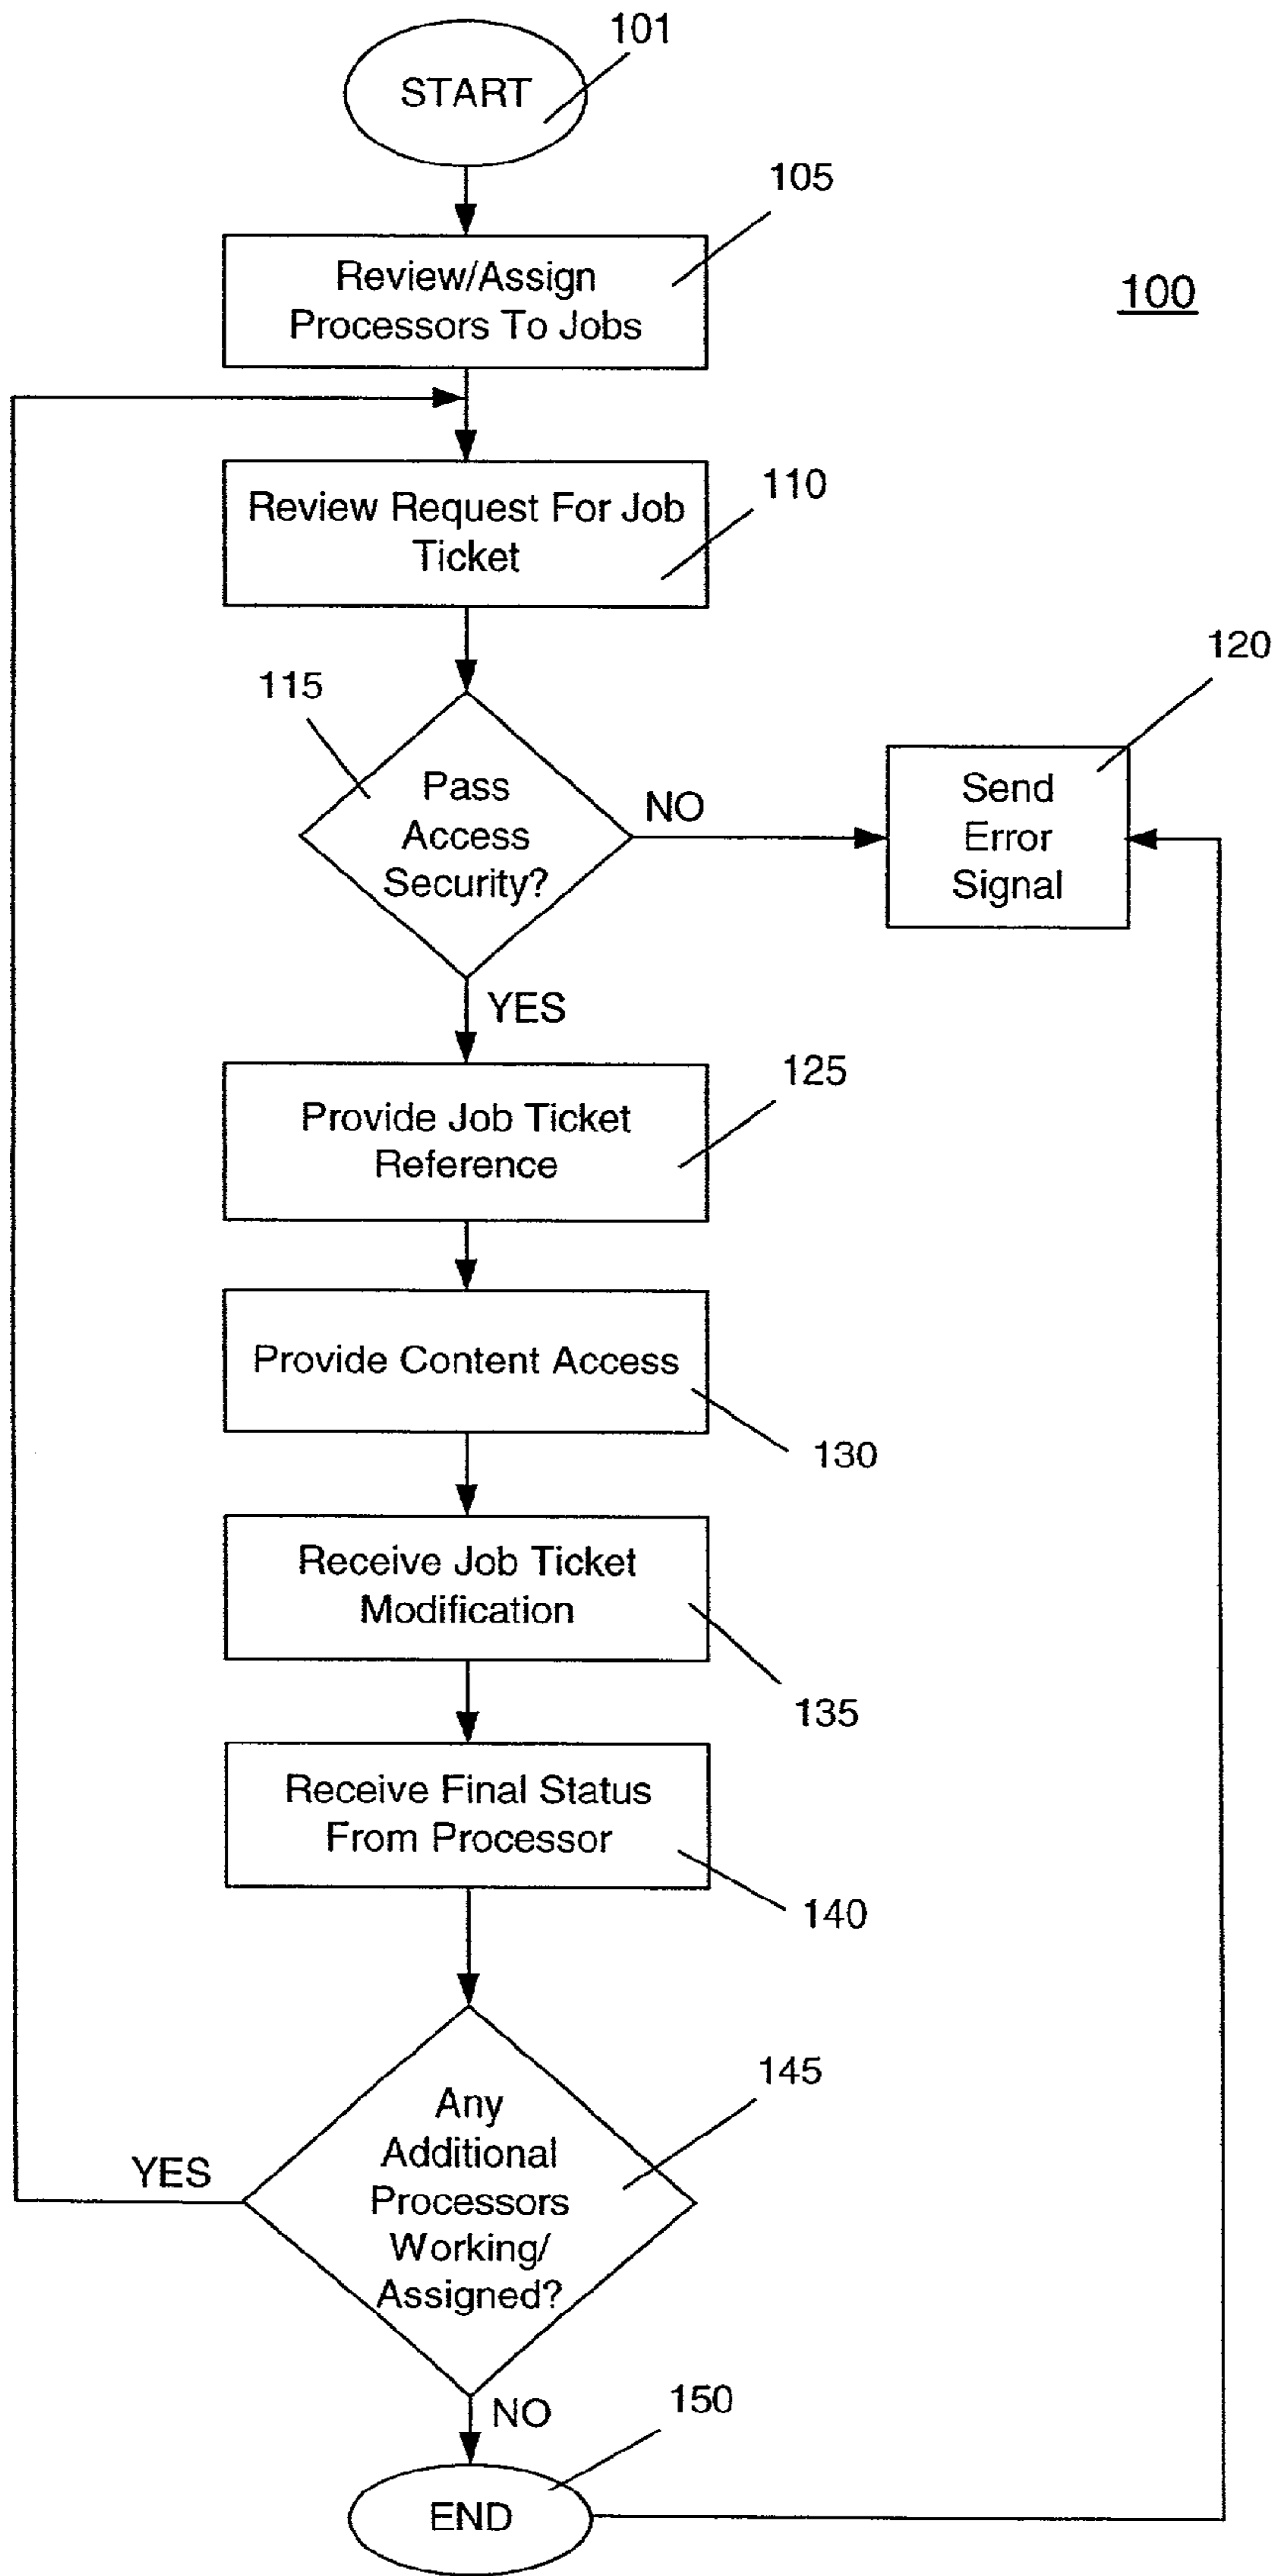 101
START
105
Review/Assign
Processors To Jobs
100
110
Review Request For Job
Ticket
120
115
Pass
Access
Security?
NO
Send
Error
Signal
YES
125
Provide Job Ticket
Reference
Provide Content Access
130
Receive Job Ticket
Modification
135
Receive Final Status
From Processor
140
145
Any
Additional
Processors
Working/
Assigned?
YES
NO
150
END